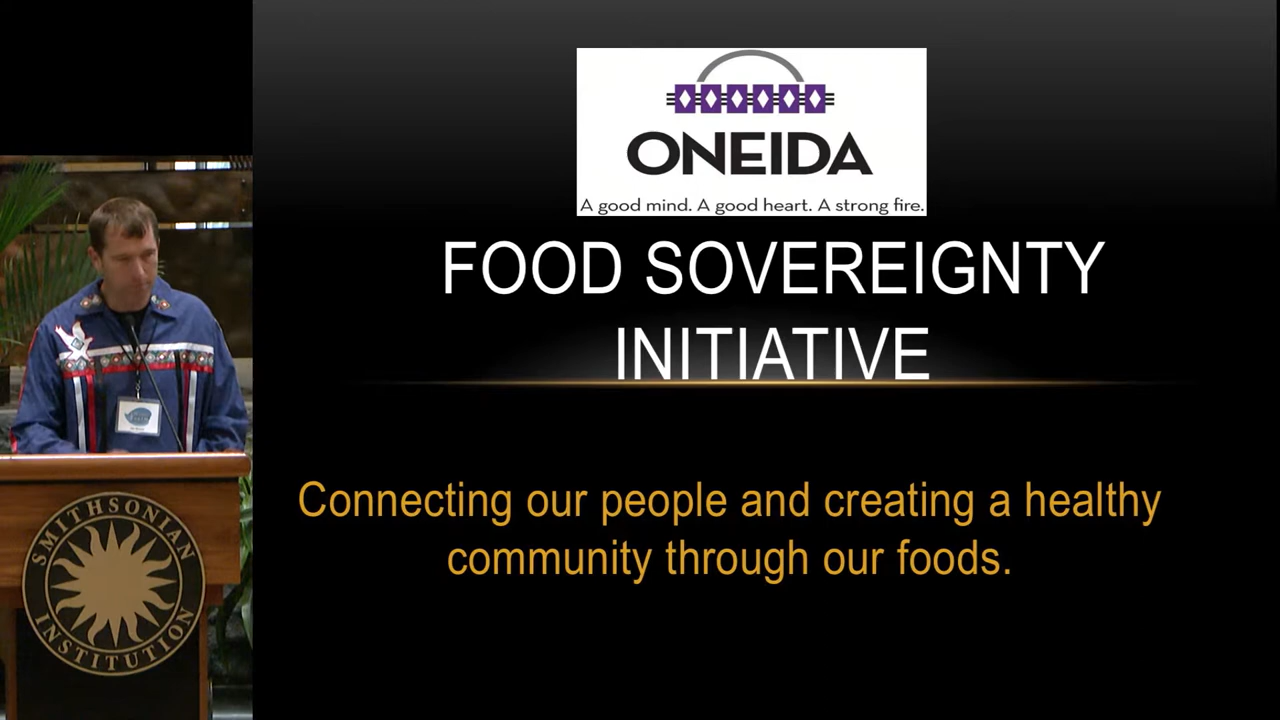 ONEIDA
A good mind. A good heart. A strong fire.
FOOD SOVEREIGNTY
INITIATIVE
Connecting our people and creating a healthy
community through our foods.
SMITHSONIAN
INSTITUTION